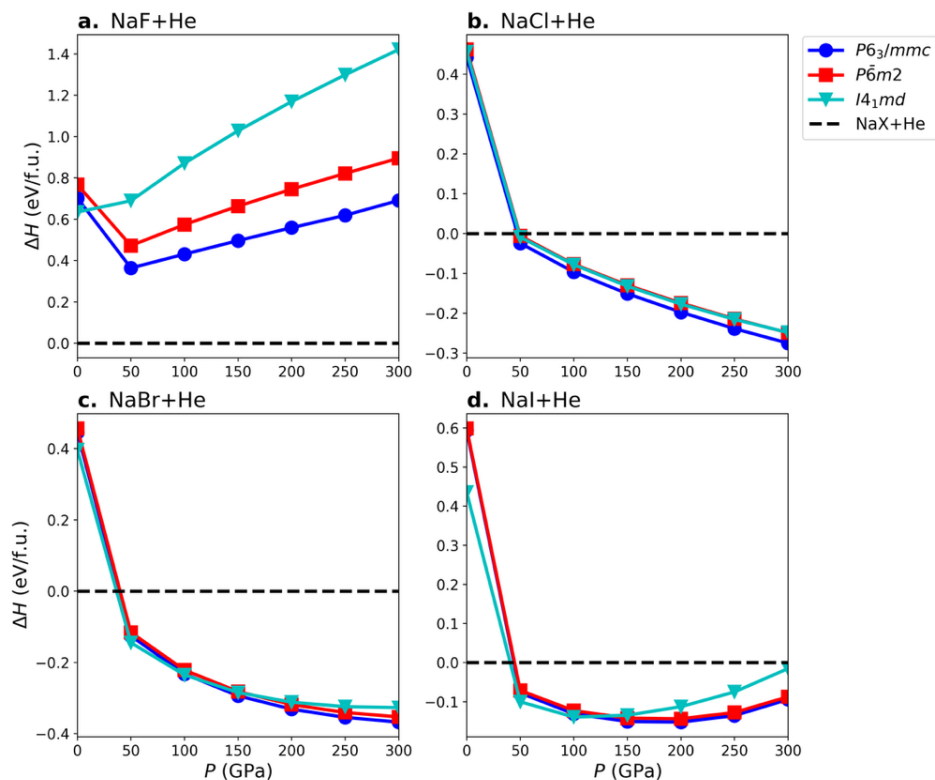 a. NaF+He
1.4
1.2
1.0
0.8
0.6
0.4
0.2
0.0
ΔH (eV/f.u.)
0 50 100 150 200 250 300
b. NaCl+He
0.4
0.3
0.2
0.1
0.0
−0.1
−0.2
−0.3
0 50 100 150 200 250 300
P6₃/mmc
P6̄m2
I4₁md
NaX+He
c. NaBr+He
0.4
0.2
0.0
−0.2
−0.4
ΔH (eV/f.u.)
0 50 100 150 200 250 300
P (GPa)
d. NaI+He
0.6
0.5
0.4
0.3
0.2
0.1
0.0
−0.1
0 50 100 150 200 250 300
P (GPa)